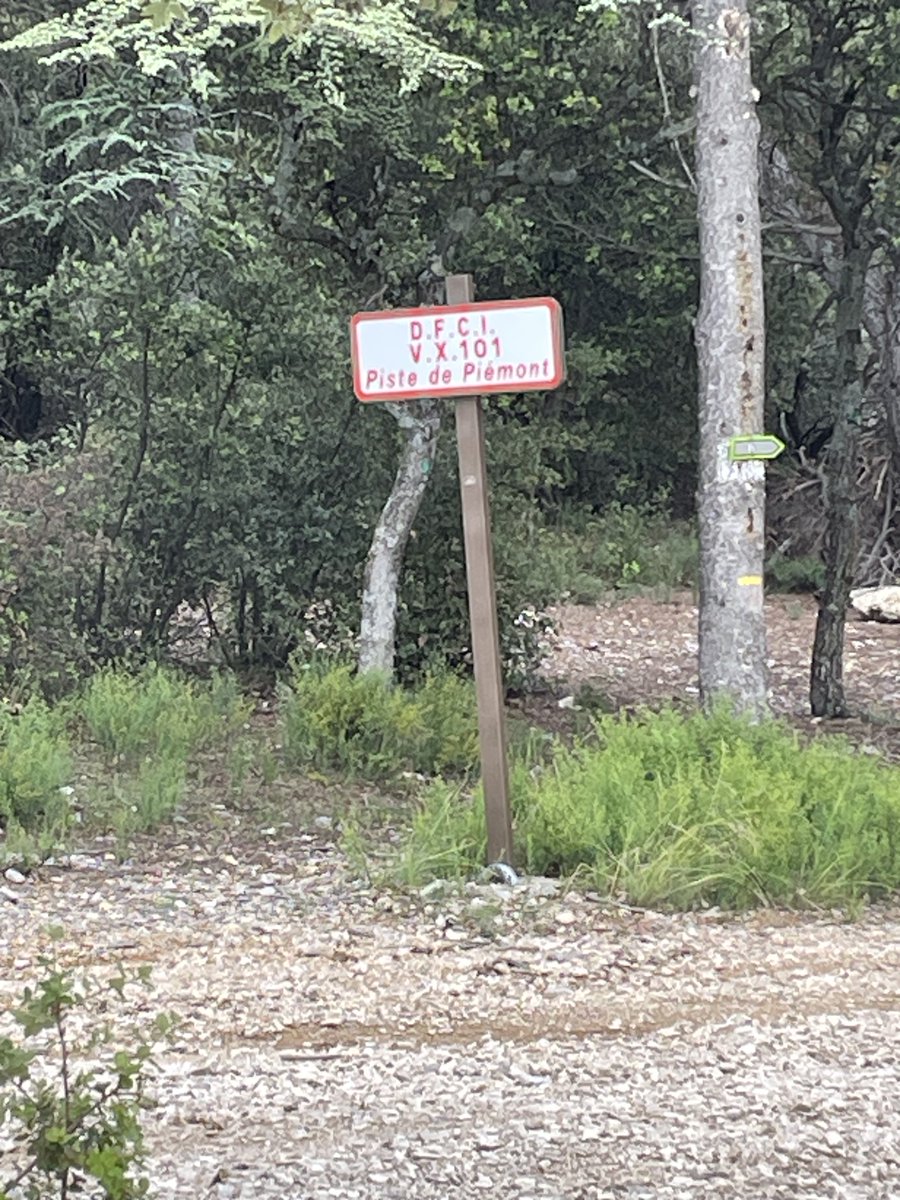 D.F.C.I.
V.X.101
Piste de Piémont